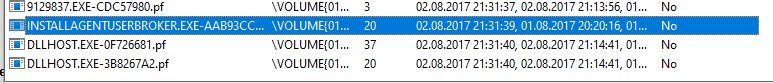 9129837.EXE-CDC57980.pf \VOLUME{01... 3 02.08.2017 21:31:40, 02.08.2017 21:13:56, ... No
INSTALLAGENTUSERBROKER.EXE-AAB93CC... \VOLUME{01... 20 02.08.2017 21:31:39, 01.08.2017 20:20:16, 01... No
DLLHOST.EXE-0F726681.pf \VOLUME{01... 37 02.08.2017 21:31:40, 02.08.2017 21:14:41, 0... No
DLLHOST.EXE-3B8267A2.pf \VOLUME{01... 20 02.08.2017 21:31:40, 02.08.2017 21:14:41, 0... No